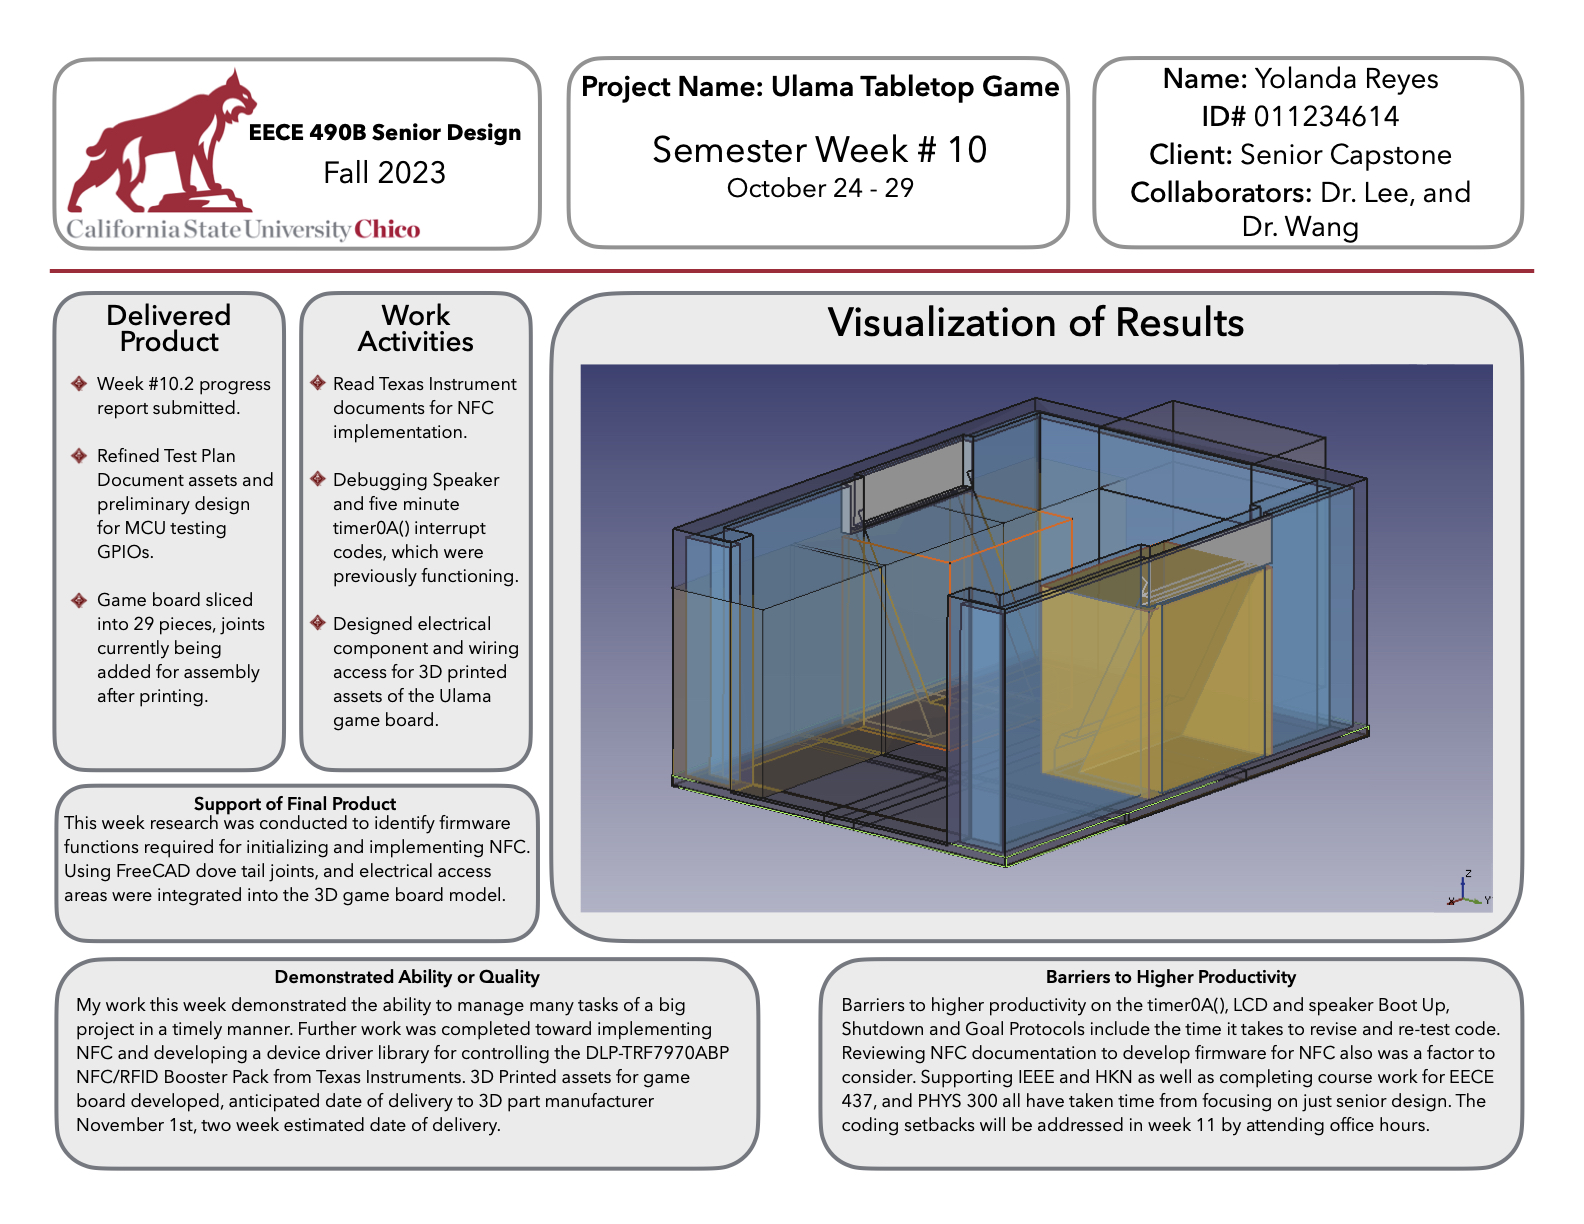 EECE 490B Senior Design
Fall 2023
California State University Chico
Project Name: Ulama Tabletop Game
Semester Week # 10
October 24 - 29
Name: Yolanda Reyes
ID# 011234614
Client: Senior Capstone
Collaborators: Dr. Lee, and
Dr. Wang
Delivered
Product
Week #10.2 progress
report submitted.
Refined Test Plan
Document assets and
preliminary design
for MCU testing
GPIOs.
Game board sliced
into 29 pieces, joints
currently being
added for assembly
after printing.
Work
Activities
Read Texas Instrument
documents for NFC
implementation.
Debugging Speaker
and five minute
timer0A() interrupt
codes, which were
previously functioning.
Designed electrical
component and wiring
access for 3D printed
assets of the Ulama
game board.
Visualization of Results
Z
X
Y
Support of Final Product
This week research was conducted to identify firmware
functions required for initializing and implementing NFC.
Using FreeCAD dove tail joints, and electrical access
areas were integrated into the 3D game board model.
Demonstrated Ability or Quality
My work this week demonstrated the ability to manage many tasks of a big
project in a timely manner. Further work was completed toward implementing
NFC and developing a device driver library for controlling the DLP-TRF7970ABP
NFC/RFID Booster Pack from Texas Instruments. 3D Printed assets for game
board developed, anticipated date of delivery to 3D part manufacturer
November 1st, two week estimated date of delivery.
Barriers to Higher Productivity
Barriers to higher productivity on the timer0A(), LCD and speaker Boot Up,
Shutdown and Goal Protocols include the time it takes to revise and re-test code.
Reviewing NFC documentation to develop firmware for NFC also was a factor to
consider. Supporting IEEE and HKN as well as completing course work for EECE
437, and PHYS 300 all have taken time from focusing on just senior design. The
coding setbacks will be addressed in week 11 by attending office hours.